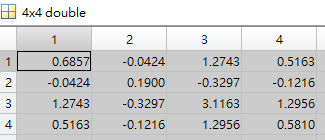 4x4 double
1 2 3 4
1 0.6857 -0.0424 1.2743 0.5163
2 -0.0424 0.1900 -0.3297 -0.1216
3 1.2743 -0.3297 3.1163 1.2956
4 0.5163 -0.1216 1.2956 0.5810